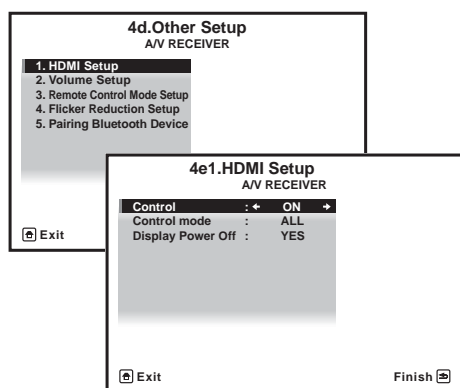 4d.Other Setup
A/V RECEIVER
1. HDMI Setup
2. Volume Setup
3. Remote Control Mode Setup
4. Flicker Reduction Setup
5. Pairing Bluetooth Device
Exit
4e1.HDMI Setup
A/V RECEIVER
Control : ON
Control mode : ALL
Display Power Off : YES
Exit Finish